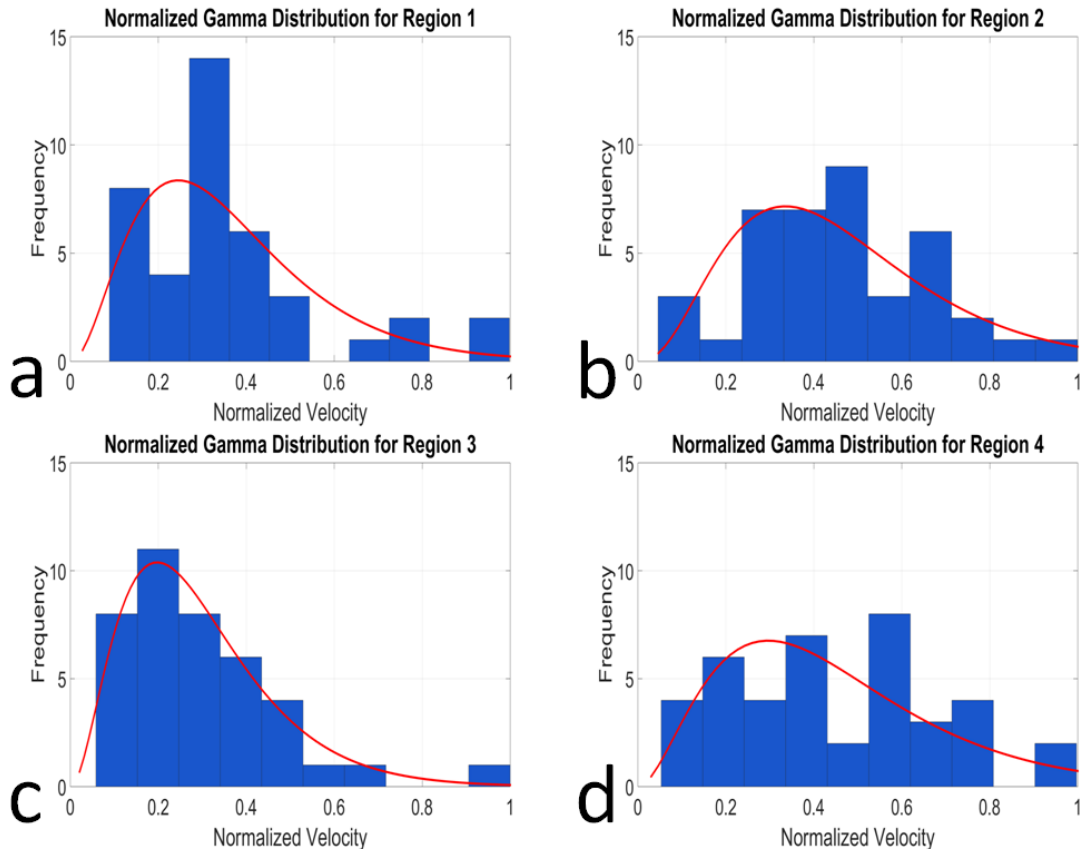 Normalized Gamma Distribution for Region 1
15
10
5
0
Frequency
0 0.2 0.4 0.6 0.8 1
Normalized Velocity
a
Normalized Gamma Distribution for Region 2
15
10
5
0
Frequency
0 0.2 0.4 0.6 0.8 1
Normalized Velocity
b
Normalized Gamma Distribution for Region 3
15
10
5
0
Frequency
0 0.2 0.4 0.6 0.8 1
Normalized Velocity
c
Normalized Gamma Distribution for Region 4
15
10
5
0
Frequency
0 0.2 0.4 0.6 0.8 1
Normalized Velocity
d